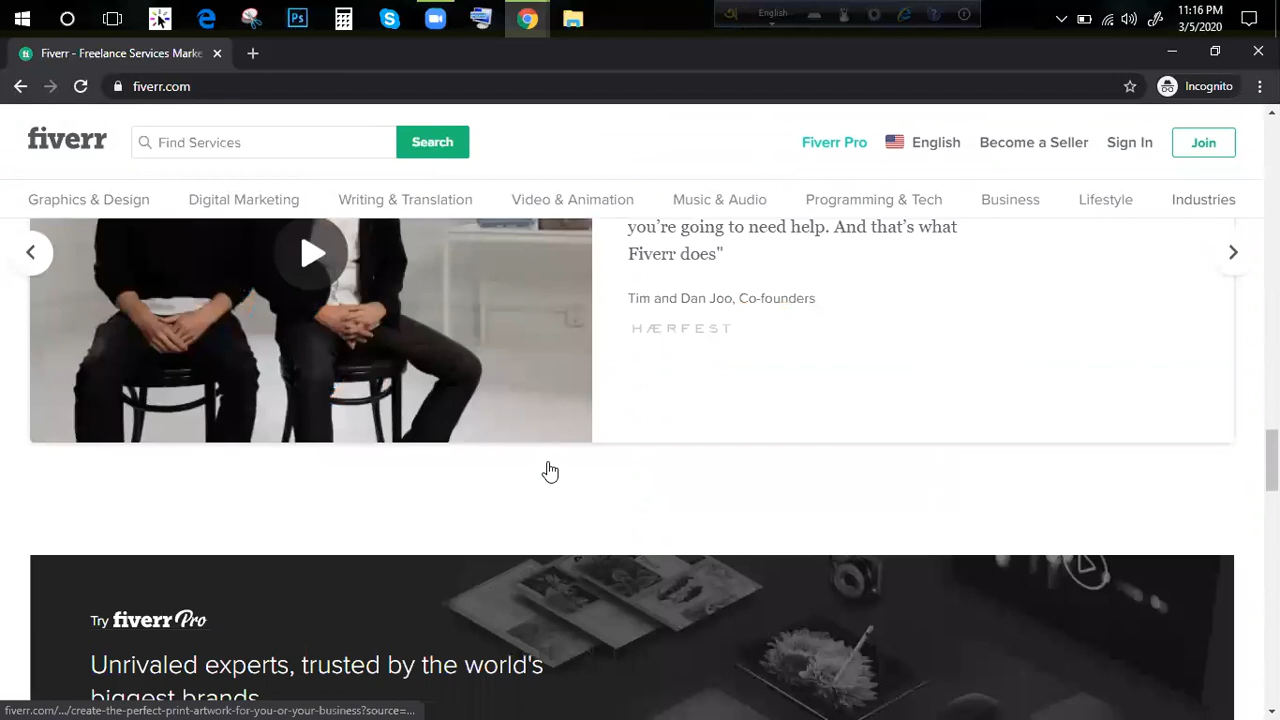 English
11:16 PM
3/5/2020
Fiverr - Freelance Services Marke
fiverr.com
Incognito
fiverr
Find Services
Search
Fiverr Pro
English
Become a Seller
Sign In
Join
Graphics & Design
Digital Marketing
Writing & Translation
Video & Animation
Music & Audio
Programming & Tech
Business
Lifestyle
Industries
you're going to need help. And that's what
Fiverr does"
Tim and Dan Joo, Co-founders
HÆRFEST
Try fiverr Pro
Unrivaled experts, trusted by the world's
biggest brands
fiverr.com/.../create-the-perfect-print-artwork-for-you-or-your-business?source=...